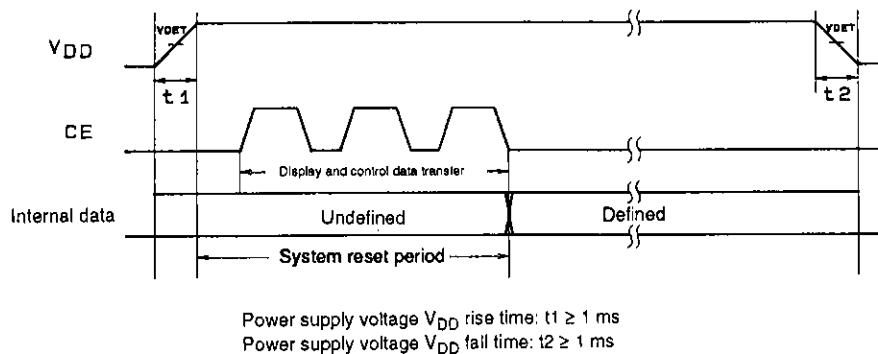 VDET
VDET
VDD
t1
t2
CE
Display and control data transfer
Internal data
Undefined
Defined
System reset period
Power supply voltage VDD rise time: t1 ≥ 1 ms
Power supply voltage VDD fall time: t2 ≥ 1 ms